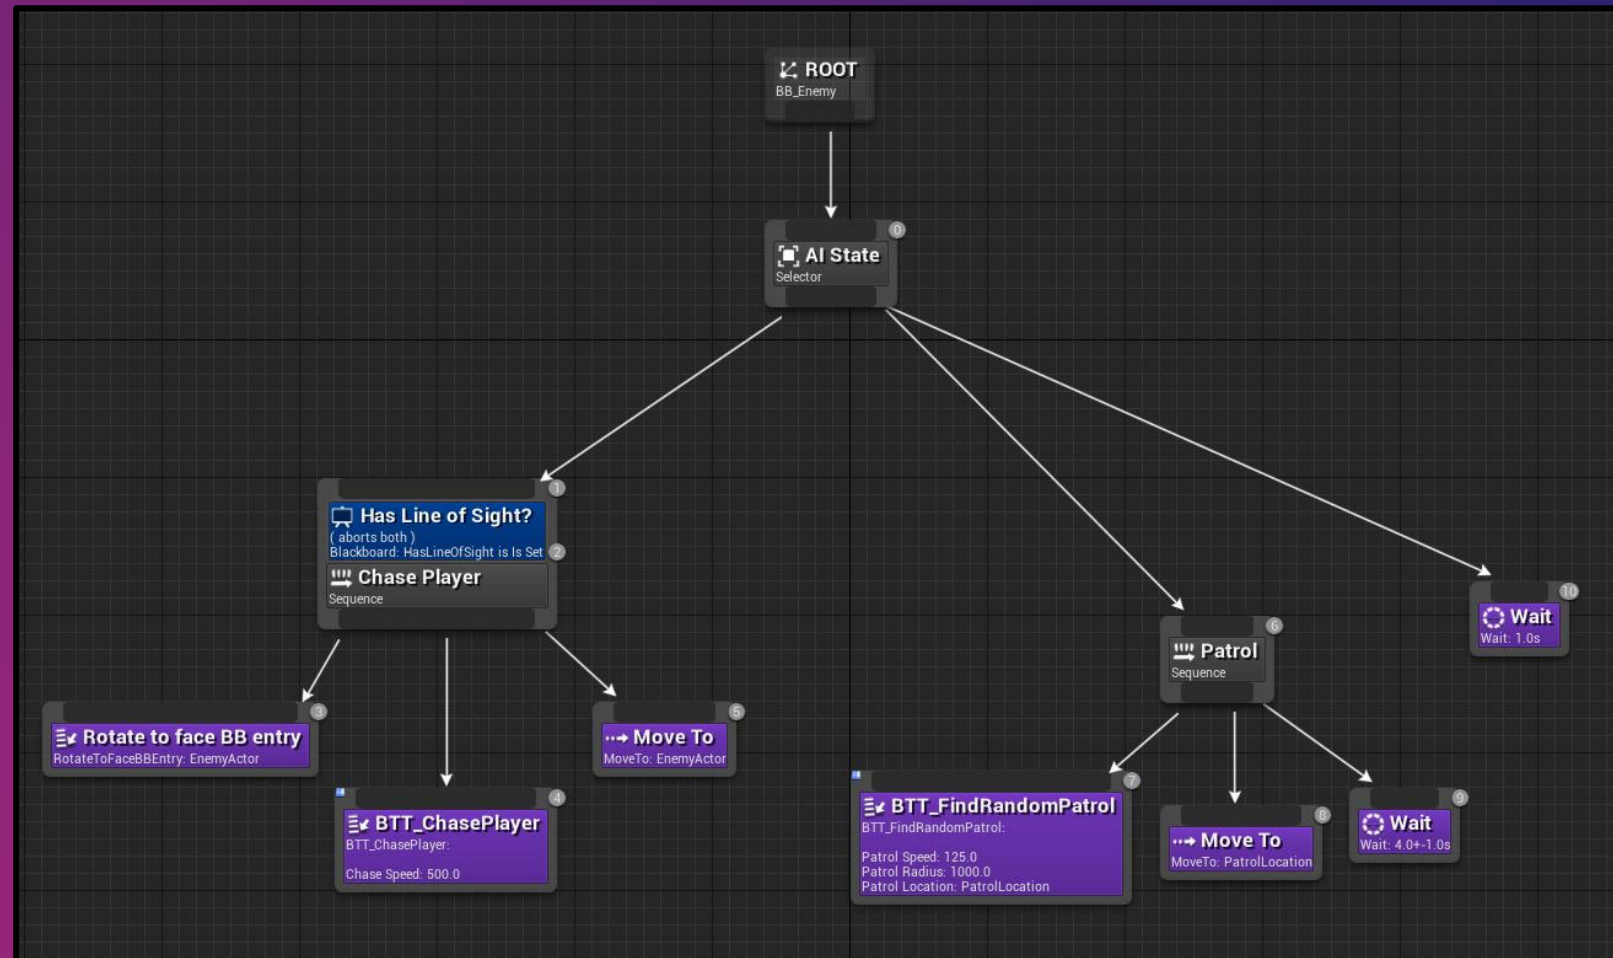 ROOT
BB_Enemy
0
AI State
Selector
1
Has Line of Sight?
( aborts both )
Blackboard: HasLineOfSight is Is Set
2
Chase Player
Sequence
3
Rotate to face BB entry
RotateToFaceBBEntry: EnemyActor
4
BTT_ChasePlayer
BTT_ChasePlayer:
Chase Speed: 500.0
5
Move To
MoveTo: EnemyActor
6
Patrol
Sequence
7
BTT_FindRandomPatrol
BTT_FindRandomPatrol:
Patrol Speed: 125.0
Patrol Radius: 1000.0
Patrol Location: PatrolLocation
8
Move To
MoveTo: PatrolLocation
9
Wait
Wait: 4.0+-1.0s
10
Wait
Wait: 1.0s